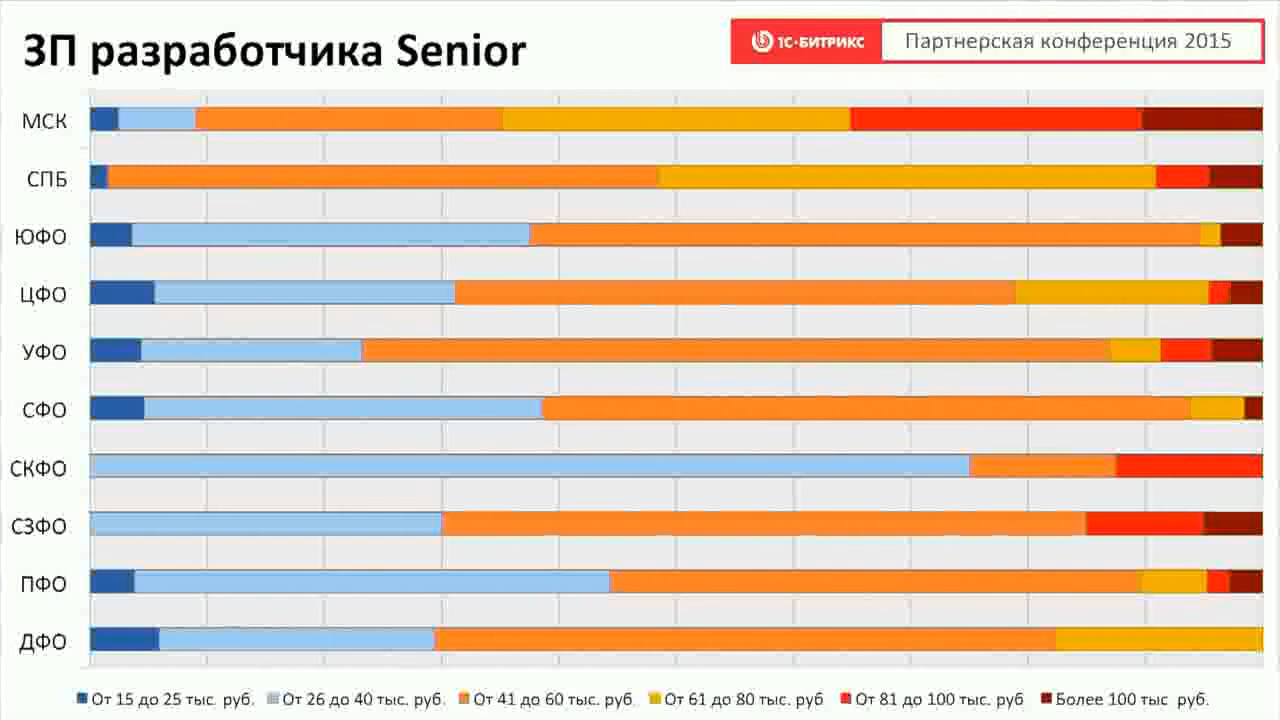 ЗП разработчика Senior
1С-БИТРИКС
Партнерская конференция 2015
МСК
СПБ
ЮФО
ЦФО
УФО
СФО
СКФО
СЗФО
ПФО
ДФО
От 15 до 25 тыс. руб. От 26 до 40 тыс. руб. От 41 до 60 тыс. руб. От 61 до 80 тыс. руб От 81 до 100 тыс. руб Более 100 тыс руб.